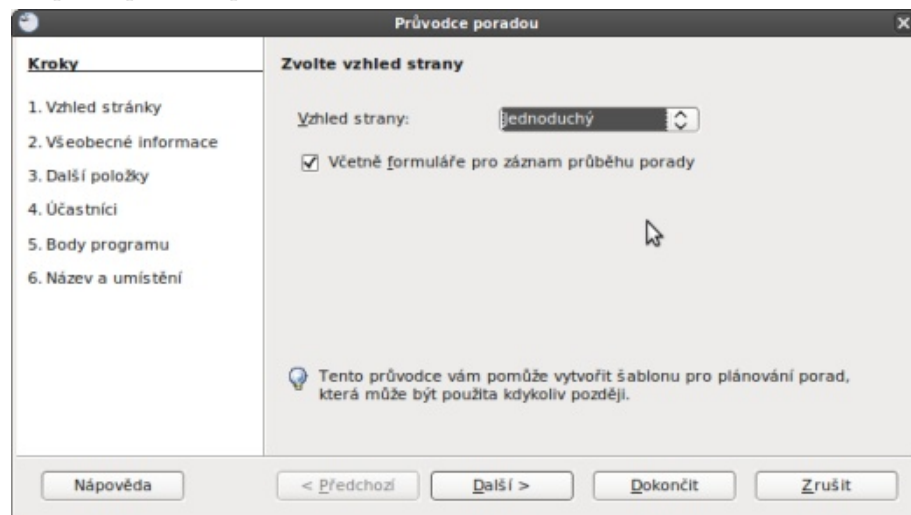 Průvodce poradou
Kroky
1. Vzhled stránky
2. Všeobecné informace
3. Další položky
4. Účastníci
5. Body programu
6. Název a umístění
Zvolte vzhled strany
Vzhled strany: Jednoduchý
Včetně formuláře pro záznam průběhu porady
Tento průvodce vám pomůže vytvořit šablonu pro plánování porad,
která může být použita kdykoliv později.
Nápověda < Předchozí Další > Dokončit Zrušit